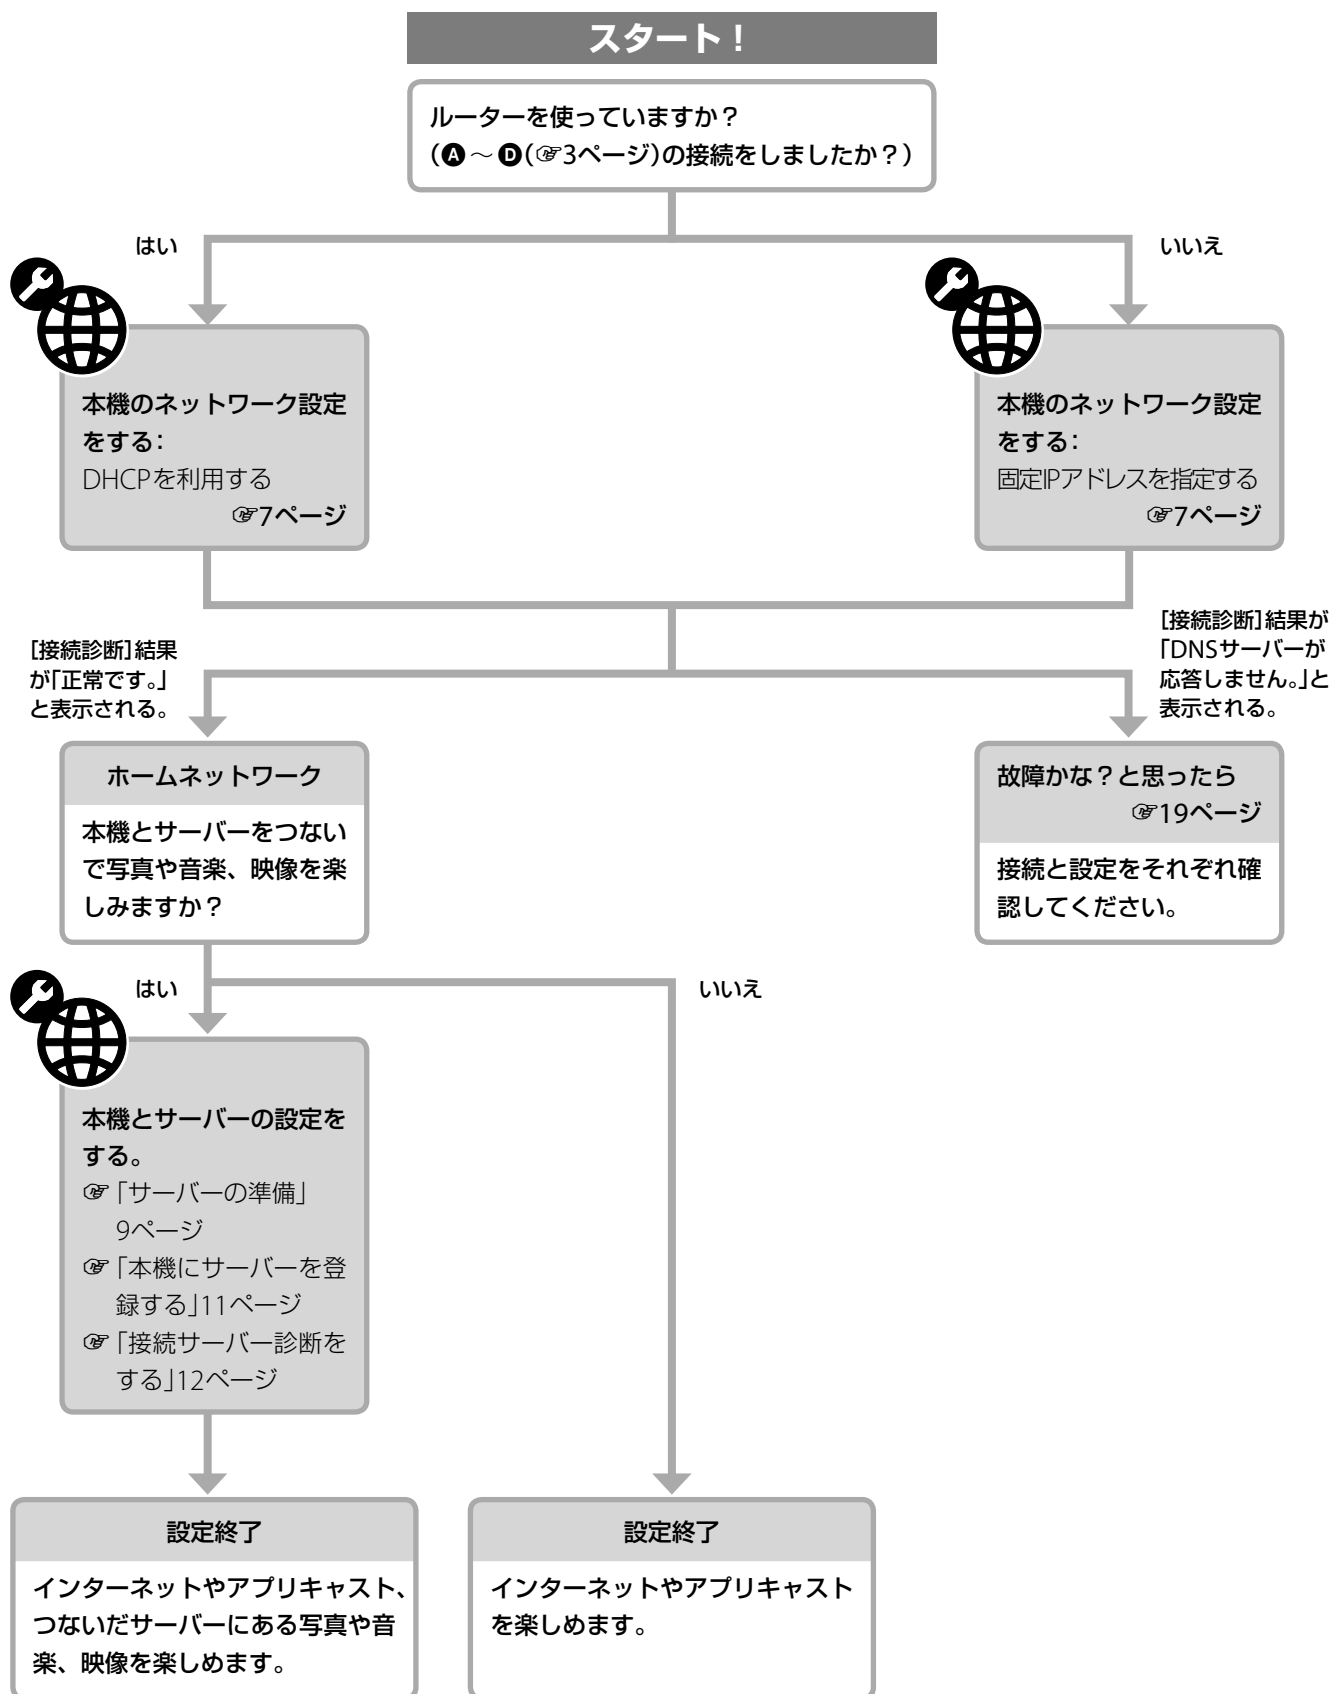 スタート！
ルーターを使っていますか？
(A～D(☞3ページ)の接続をしましたか？)
はい
いいえ
本機のネットワーク設定
をする：
DHCPを利用する
☞7ページ
本機のネットワーク設定
をする：
固定IPアドレスを指定する
☞7ページ
[接続診断]結果
が「正常です。」
と表示される。
[接続診断]結果が
「DNSサーバーが
応答しません。」と
表示される。
ホームネットワーク
本機とサーバーをつない
で写真や音楽、映像を楽
しみますか？
故障かな？と思ったら
☞19ページ
接続と設定をそれぞれ確
認してください。
はい
いいえ
本機とサーバーの設定を
する。
☞「サーバーの準備」
9ページ
☞「本機にサーバーを登
録する」11ページ
☞「接続サーバー診断を
する」12ページ
設定終了
インターネットやアプリキャスト、
つないだサーバーにある写真や音
楽、映像を楽しめます。
設定終了
インターネットやアプリキャスト
を楽しめます。